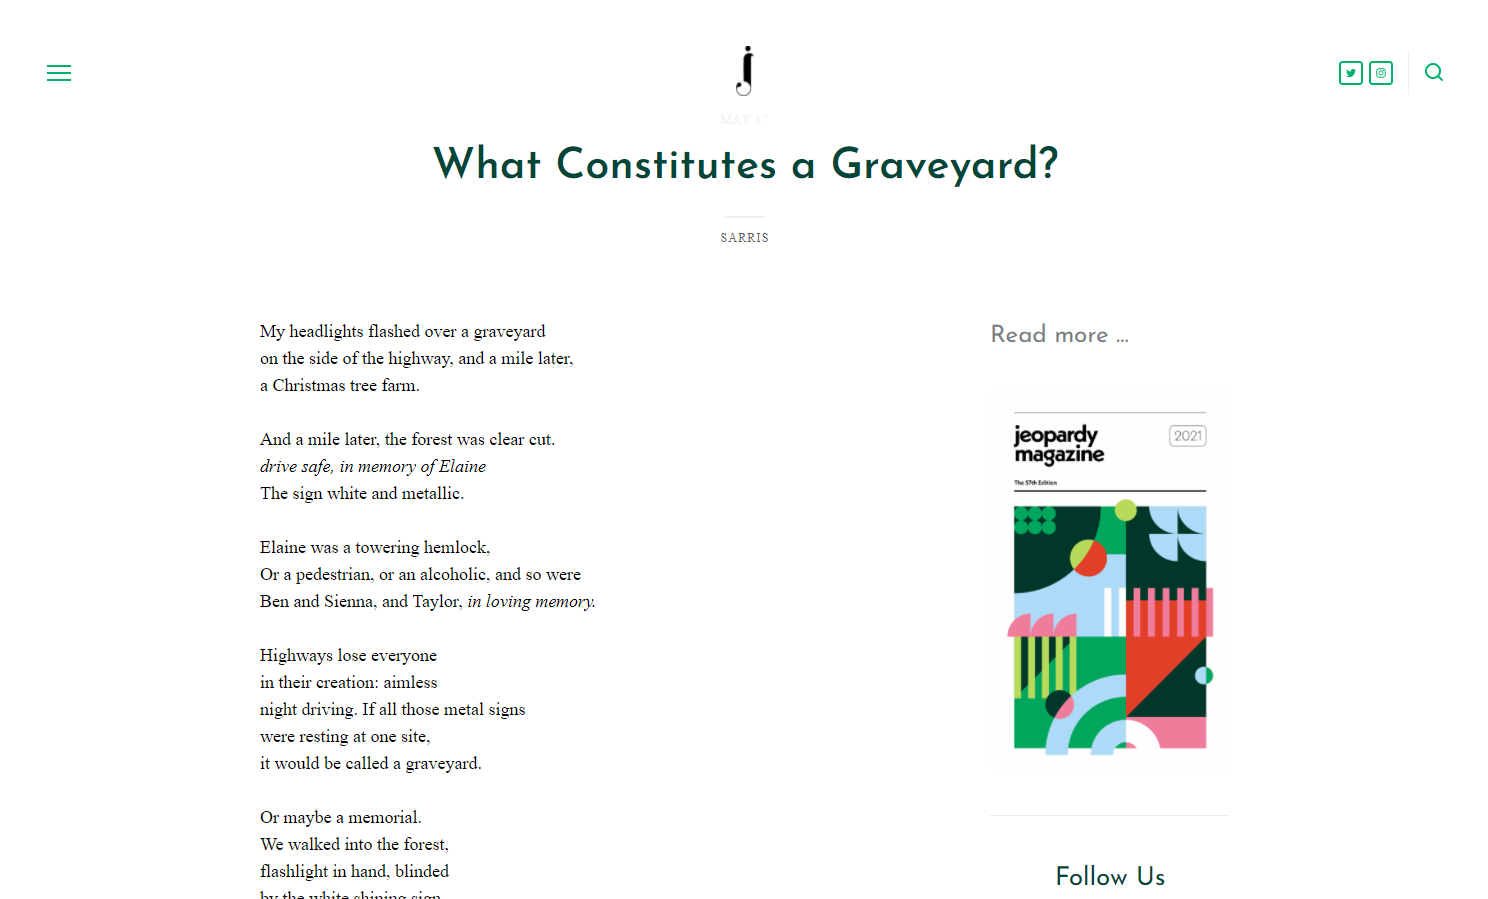 j
MAY 17
What Constitutes a Graveyard?
SARRIS
My headlights flashed over a graveyard
on the side of the highway, and a mile later,
a Christmas tree farm.
And a mile later, the forest was clear cut.
drive safe, in memory of Elaine
The sign white and metallic.
Elaine was a towering hemlock,
Or a pedestrian, or an alcoholic, and so were
Ben and Sienna, and Taylor, in loving memory.
Highways lose everyone
in their creation: aimless
night driving. If all those metal signs
were resting at one site,
it would be called a graveyard.
Or maybe a memorial.
We walked into the forest,
flashlight in hand, blinded
by the white shining sign
Read more ...
jeopardy
magazine
2021
The 57th Edition
Follow Us